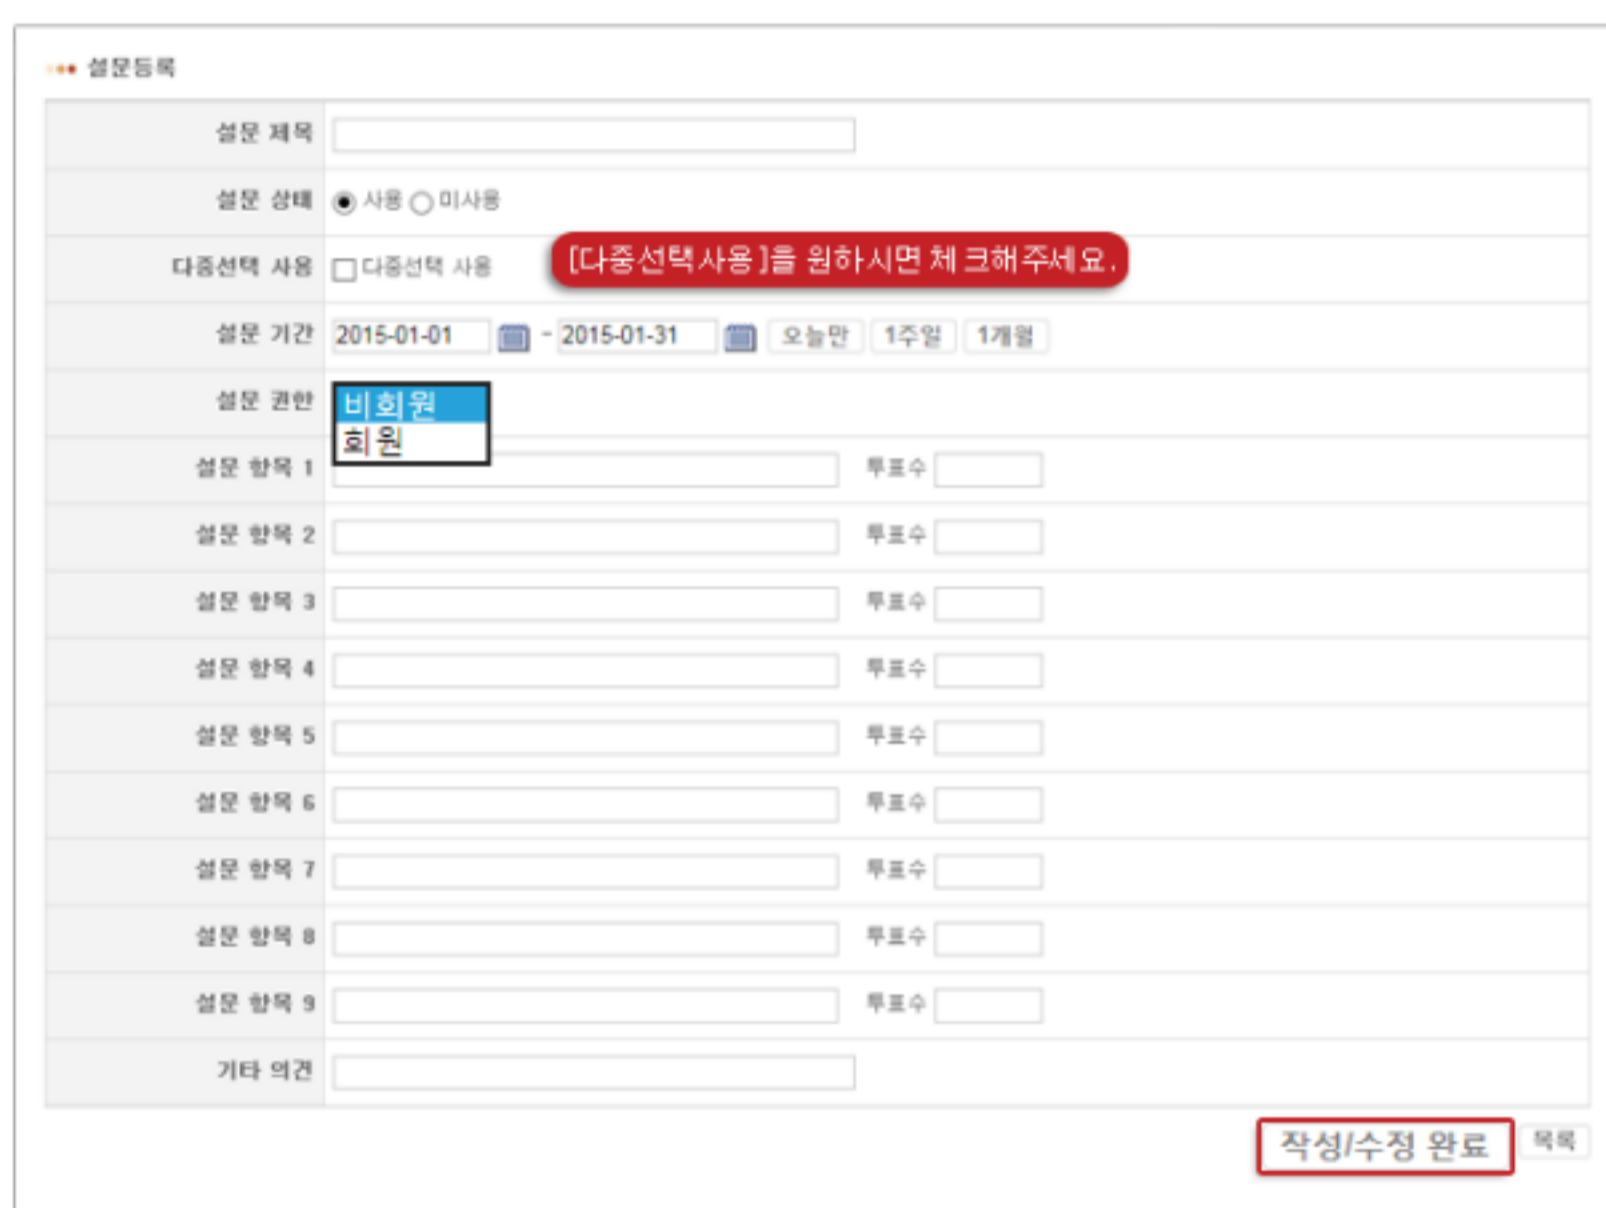 설문등록
설문 제목
설문 상태 사용 미사용
다중선택 사용 다중선택 사용 [다중선택사용]을 원하시면 체크해주세요.
설문 기간 2015-01-01 - 2015-01-31 오늘만 1주일 1개월
설문 권한 비회원
회원
설문 항목 1 투표수
설문 항목 2 투표수
설문 항목 3 투표수
설문 항목 4 투표수
설문 항목 5 투표수
설문 항목 6 투표수
설문 항목 7 투표수
설문 항목 8 투표수
설문 항목 9 투표수
기타 의견
작성/수정 완료 목록